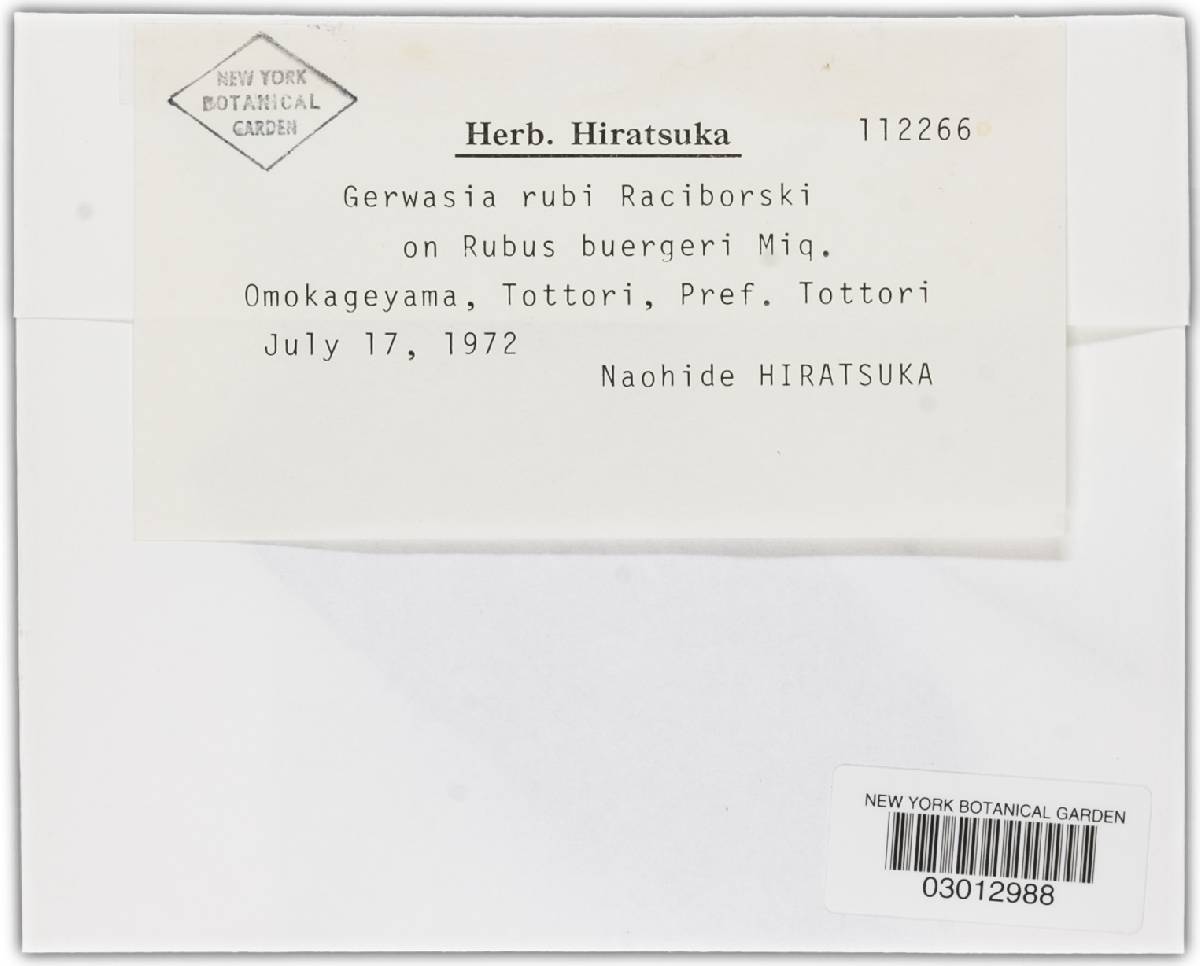 NEW YORK
BOTANICAL
GARDEN
Herb. Hiratsuka
112266
Gerwasia rubi Raciborski
on Rubus buergeri Miq.
Omokageyama, Tottori, Pref. Tottori
July 17, 1972
Naohide HIRATSUKA
NEW YORK BOTANICAL GARDEN
03012988